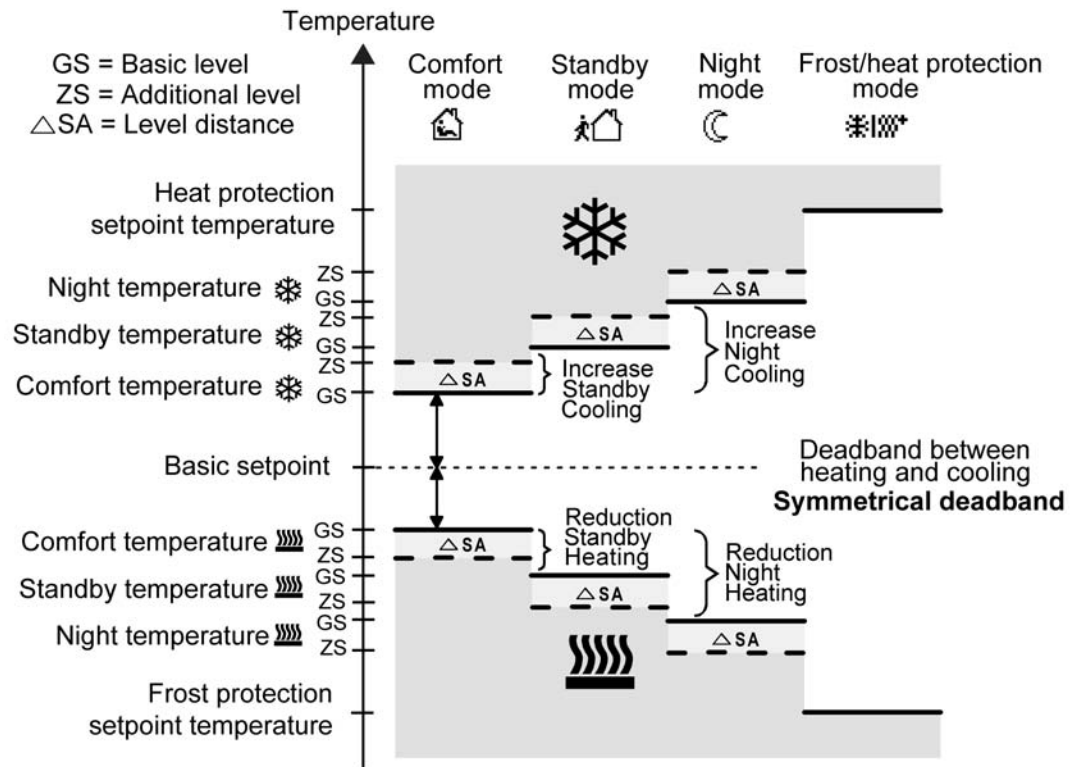 Temperature
GS = Basic level
ZS = Additional level
△SA = Level distance
Comfort
mode
Standby
mode
Night
mode
Frost/heat protection
mode
Heat protection
setpoint temperature
Night temperature
ZS
GS
△SA
Standby temperature
ZS
GS
△SA
Increase
Night
Cooling
Comfort temperature
ZS
GS
△SA
Increase
Standby
Cooling
Basic setpoint
Deadband between
heating and cooling
Symmetrical deadband
Comfort temperature
GS
ZS
△SA
Reduction
Standby
Heating
Reduction
Night
Heating
Standby temperature
GS
ZS
△SA
Night temperature
GS
ZS
△SA
Frost protection
setpoint temperature